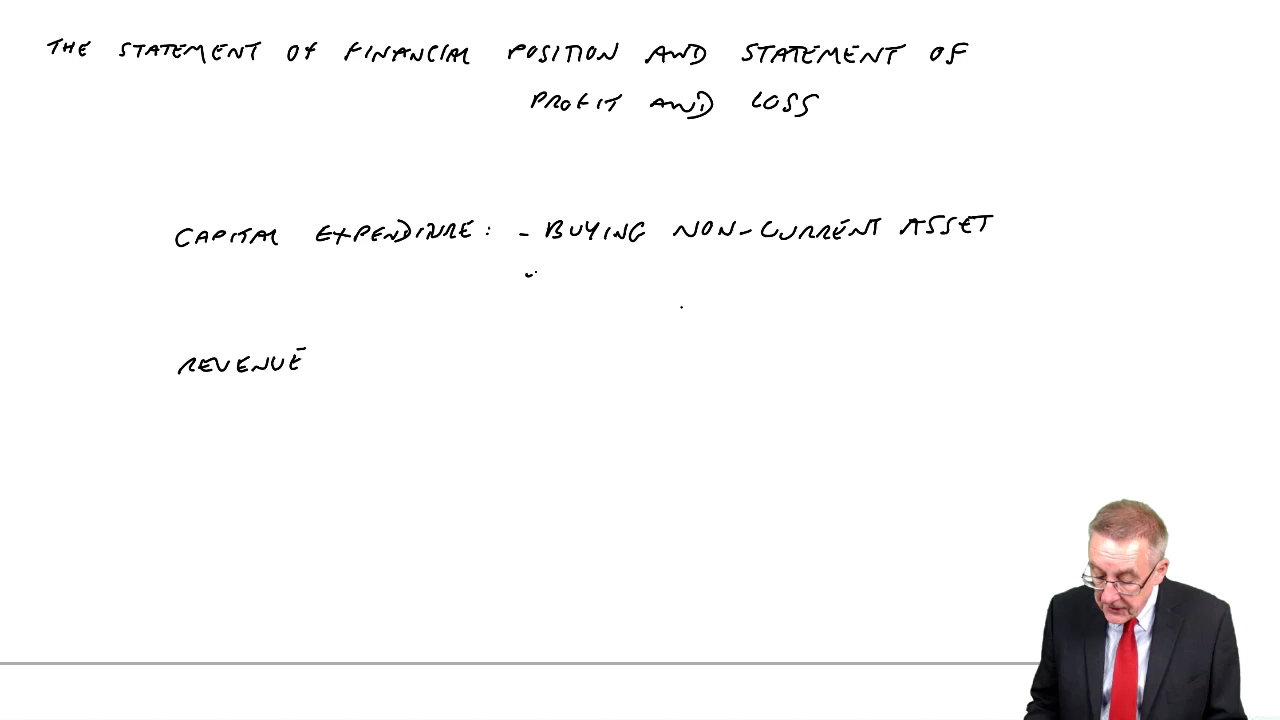 THE STATEMENT OF FINANCIAL POSITION AND STATEMENT OF
PROFIT AND LOSS
CAPITAL EXPENDITURE: - BUYING NON-CURRENT ASSET
REVENUE